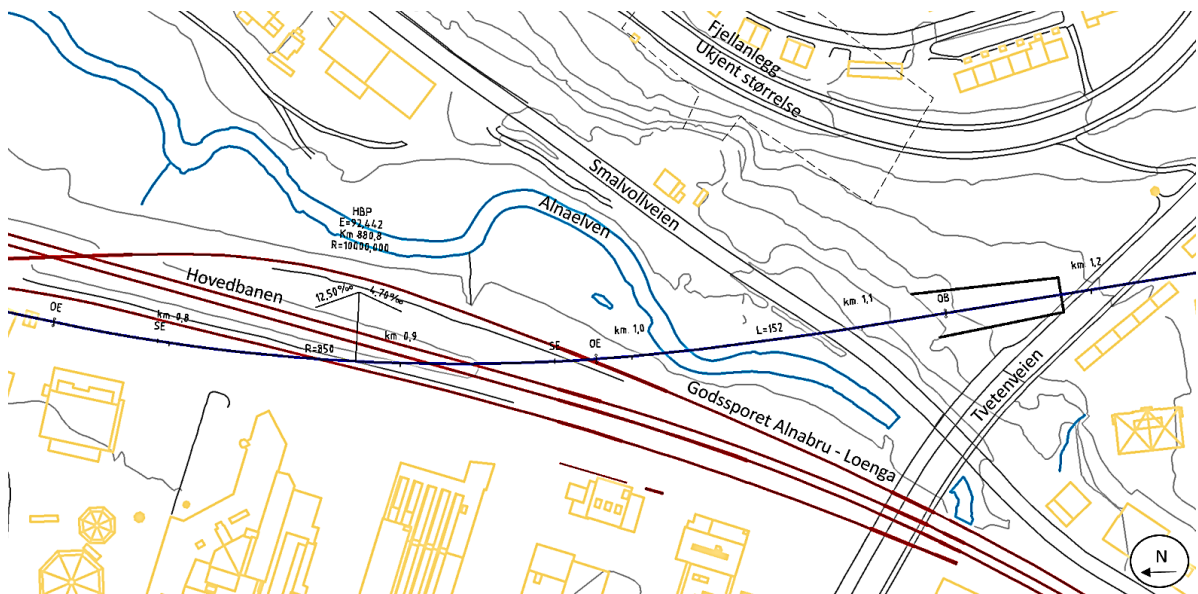 Fjellanlegg
Ukjent størrelse
Smalvollveien
Alnaelven
HBP
E=92,442
Km 880,8
R=10000,000
Hovedbanen
12,50‰
4,70‰
OE
SE
km 0,8
R=850
km 0,9
SE
OE
km 1,0
L=152
km 1,1
OB
km 1,2
Godssporet Alnabru - Loenga
Tvetenveien
N